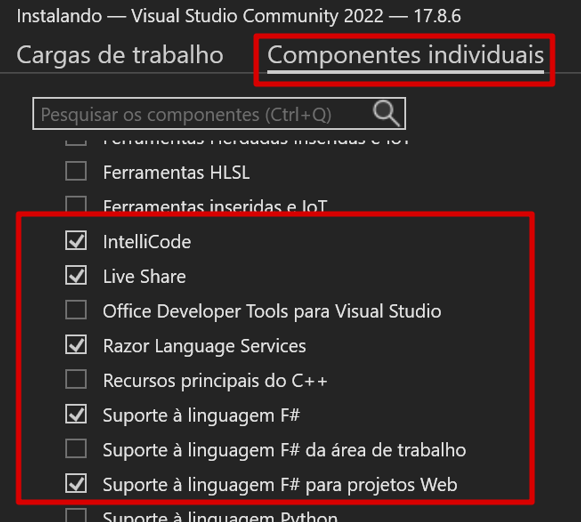 Instalando — Visual Studio Community 2022 — 17.8.6
Cargas de trabalho Componentes individuais
Pesquisar os componentes (Ctrl+Q)
Ferramentas Herdadas inseridas e IoT
Ferramentas HLSL
Ferramentas inseridas e IoT
IntelliCode
Live Share
Office Developer Tools para Visual Studio
Razor Language Services
Recursos principais do C++
Suporte à linguagem F#
Suporte à linguagem F# da área de trabalho
Suporte à linguagem F# para projetos Web
Suporte à linguagem Python